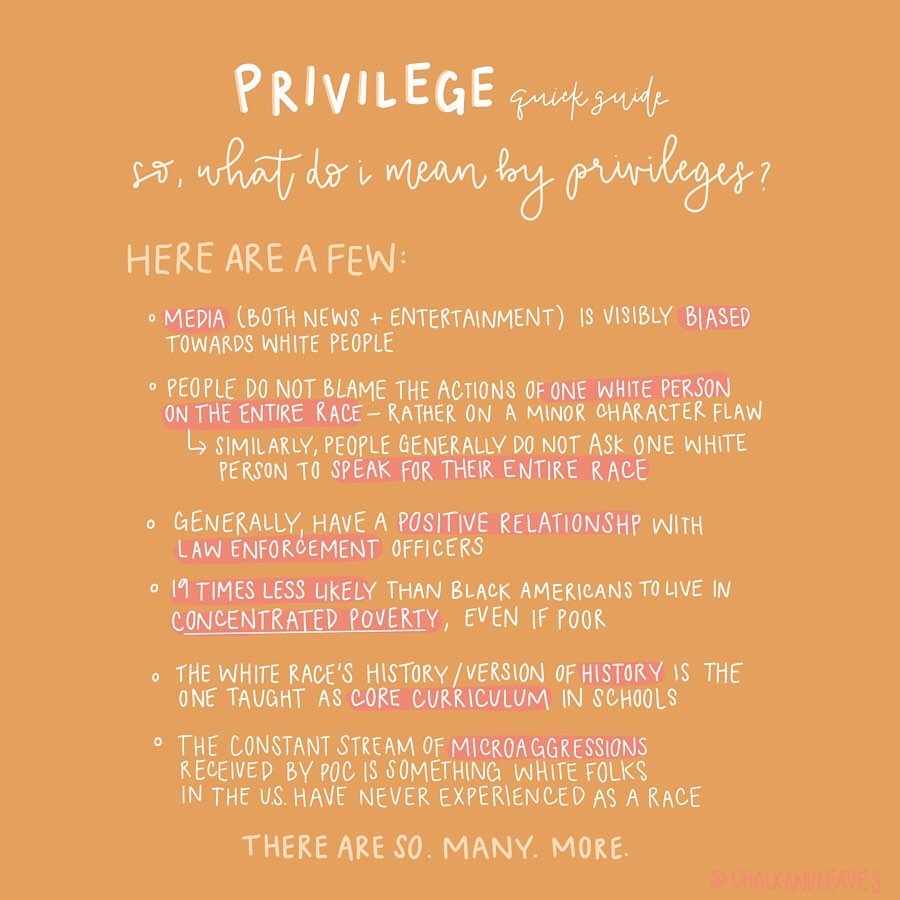 PRIVILEGE quick guide
so, what do i mean by privileges?
HERE ARE A FEW:
◦ MEDIA (BOTH NEWS + ENTERTAINMENT) IS VISIBLY BIASED
TOWARDS WHITE PEOPLE
◦ PEOPLE DO NOT BLAME THE ACTIONS OF ONE WHITE PERSON
ON THE ENTIRE RACE – RATHER ON A MINOR CHARACTER FLAW
↳ SIMILARLY, PEOPLE GENERALLY DO NOT ASK ONE WHITE
PERSON TO SPEAK FOR THEIR ENTIRE RACE
◦ GENERALLY, HAVE A POSITIVE RELATIONSHP WITH
LAW ENFORCEMENT OFFICERS
◦ 19 TIMES LESS LIKELY THAN BLACK AMERICANS TO LIVE IN
CONCENTRATED POVERTY, EVEN IF POOR
◦ THE WHITE RACE'S HISTORY/VERSION OF HISTORY IS THE
ONE TAUGHT AS CORE CURRICULUM IN SCHOOLS
◦ THE CONSTANT STREAM OF MICROAGGRESSIONS
RECEIVED BY POC IS SOMETHING WHITE FOLKS
IN THE U.S. HAVE NEVER EXPERIENCED AS A RACE
THERE ARE SO. MANY. MORE.
@CHALKANDLEAVES